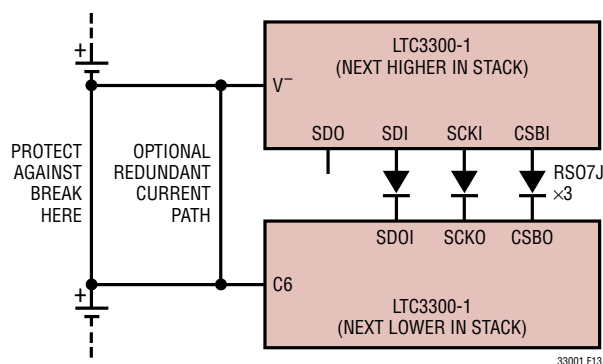 LTC3300-1
(NEXT HIGHER IN STACK)
+
V–
SDO SDI SCKI CSBI
PROTECT
AGAINST
BREAK
HERE
OPTIONAL
REDUNDANT
CURRENT
PATH
RSO7J
×3
SDOI SCKO CSBO
+
C6
LTC3300-1
(NEXT LOWER IN STACK)
33001 F13